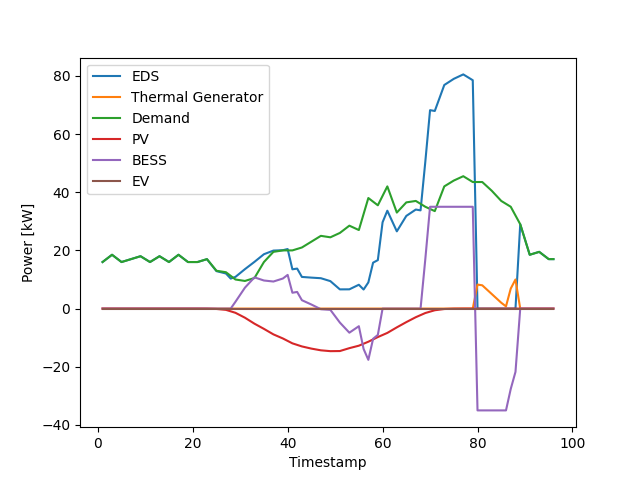 80
60
40
20
0
−20
−40
Power [kW]
EDS
Thermal Generator
Demand
PV
BESS
EV
0 20 40 60 80 100
Timestamp